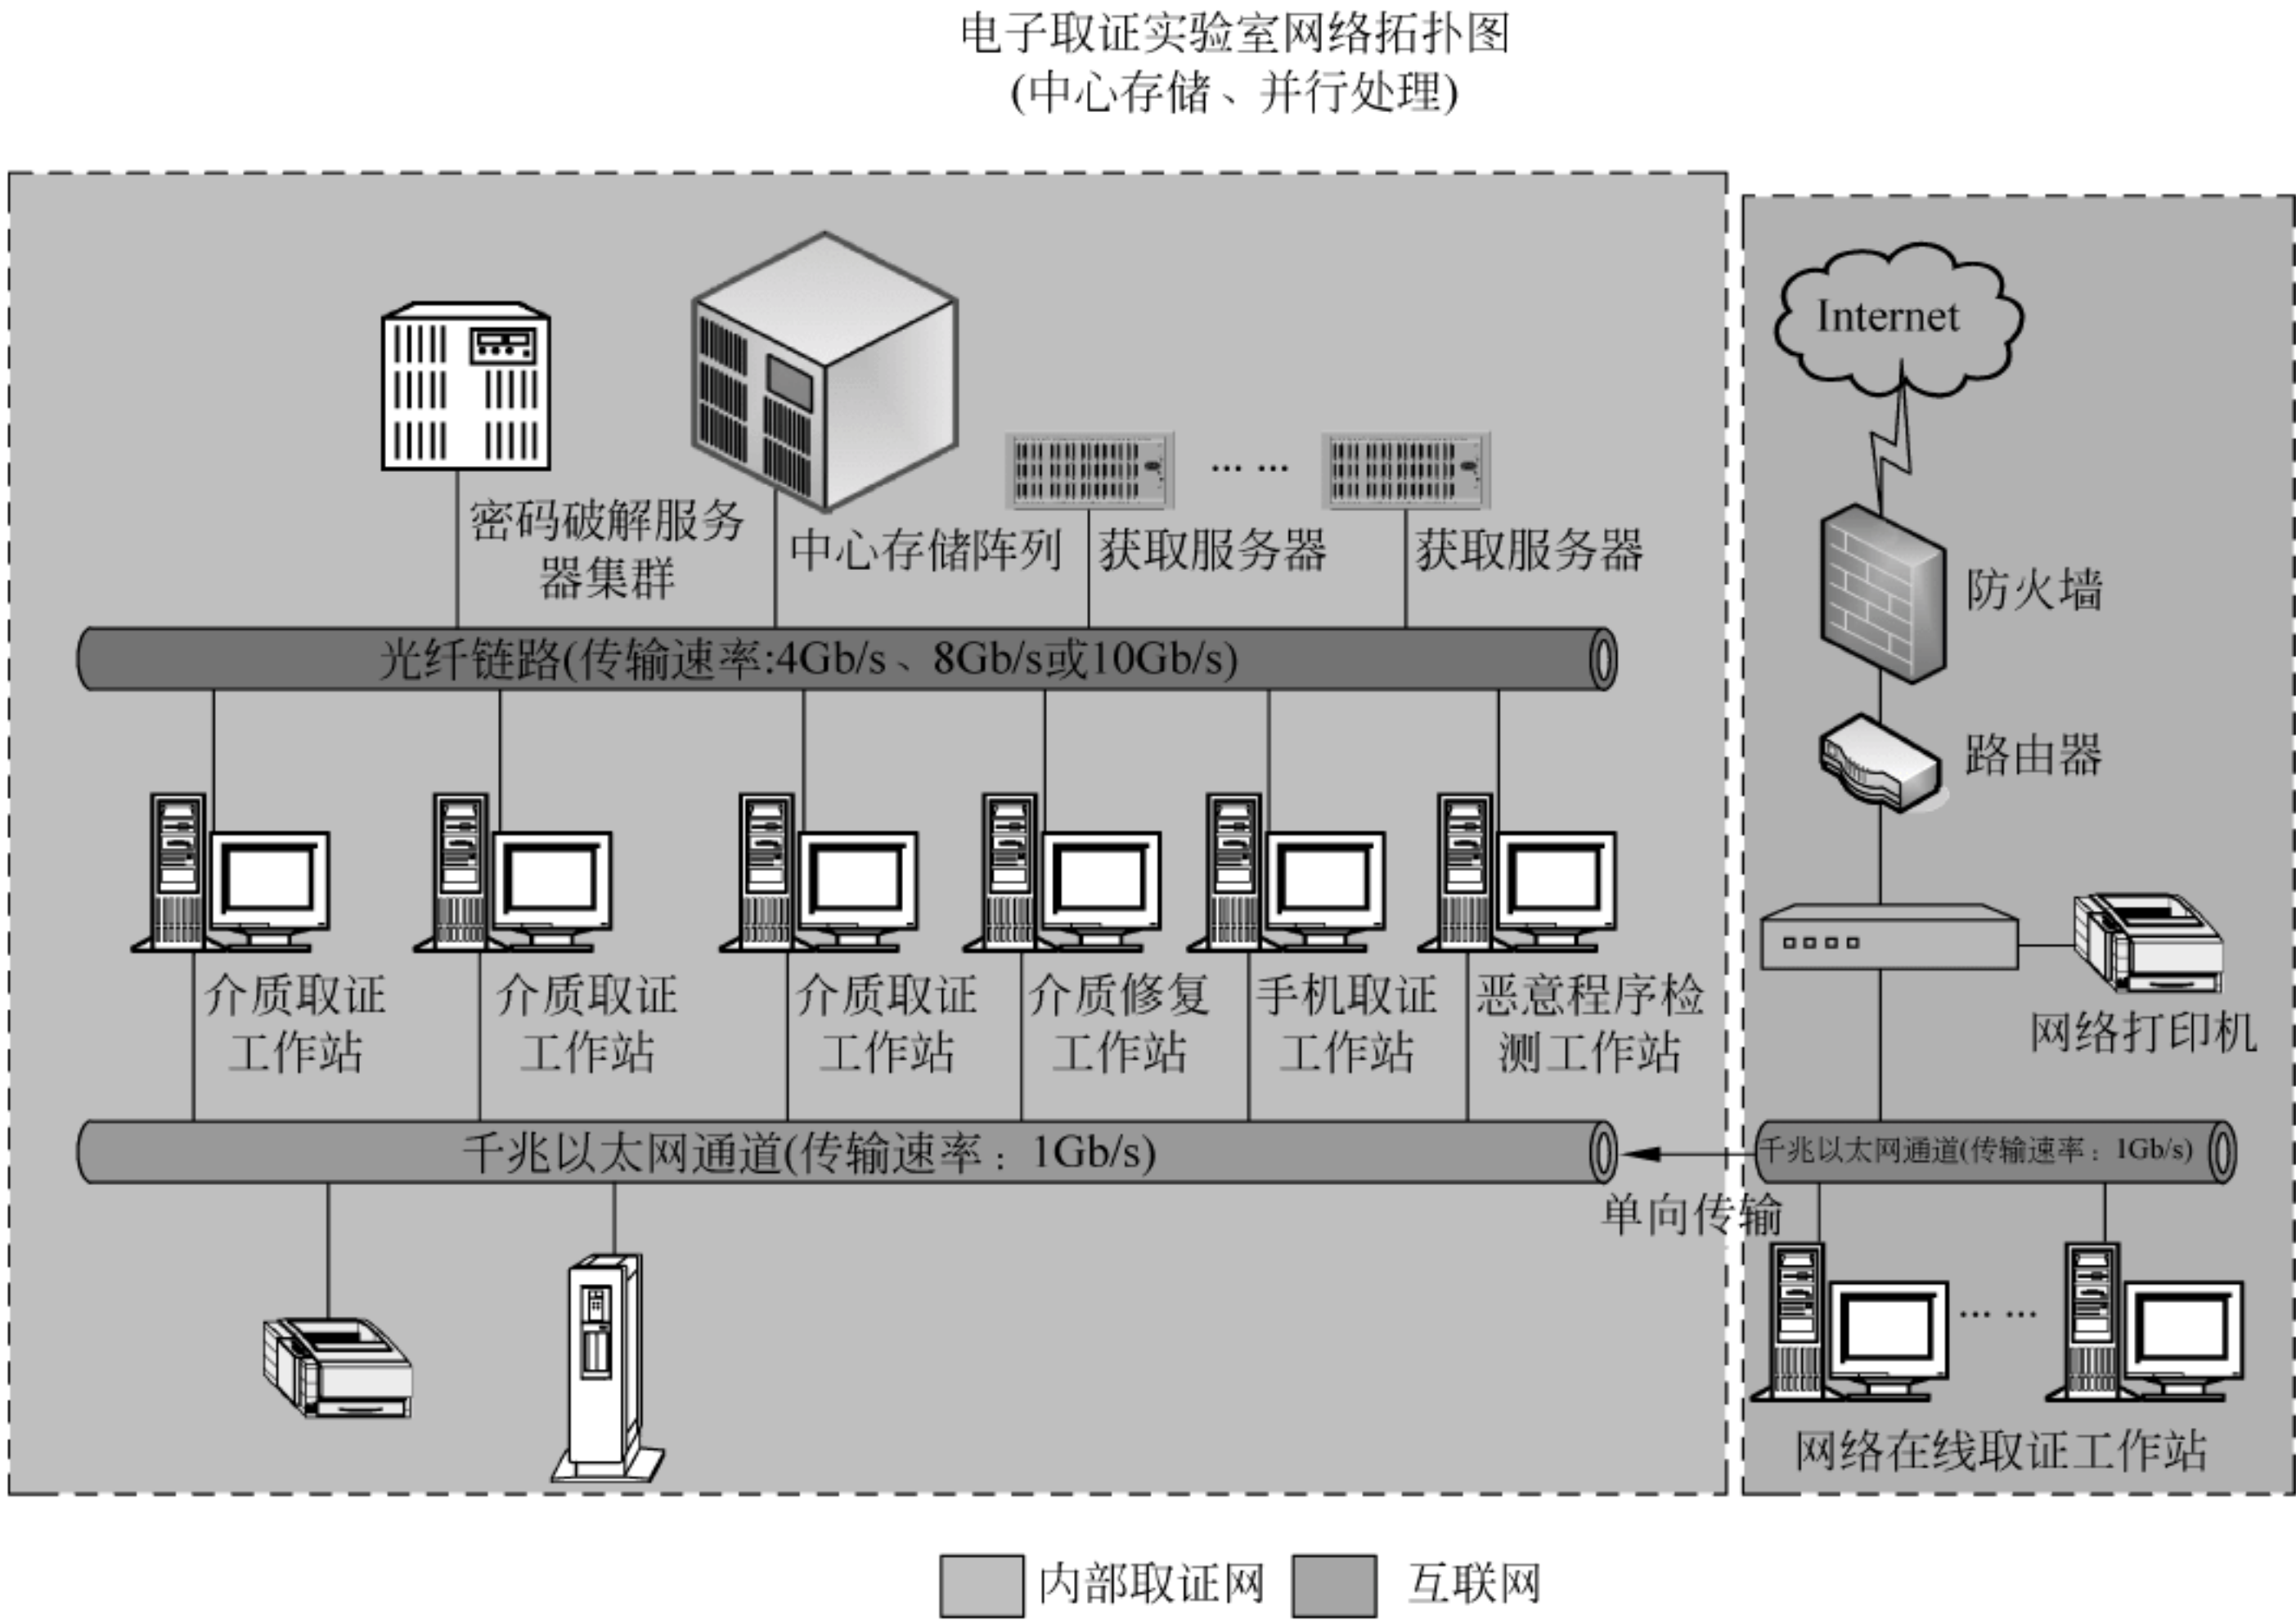 电子取证实验室网络拓扑图
(中心存储、并行处理)
密码破解服务
器集群
中心存储阵列
获取服务器
... ...
获取服务器
光纤链路(传输速率:4Gb/s、8Gb/s或10Gb/s)
介质取证
工作站
介质取证
工作站
介质取证
工作站
介质修复
工作站
手机取证
工作站
恶意程序检
测工作站
千兆以太网通道(传输速率：1Gb/s)
单向传输
Internet
防火墙
路由器
网络打印机
千兆以太网通道(传输速率：1Gb/s)
... ...
网络在线取证工作站
内部取证网
互联网